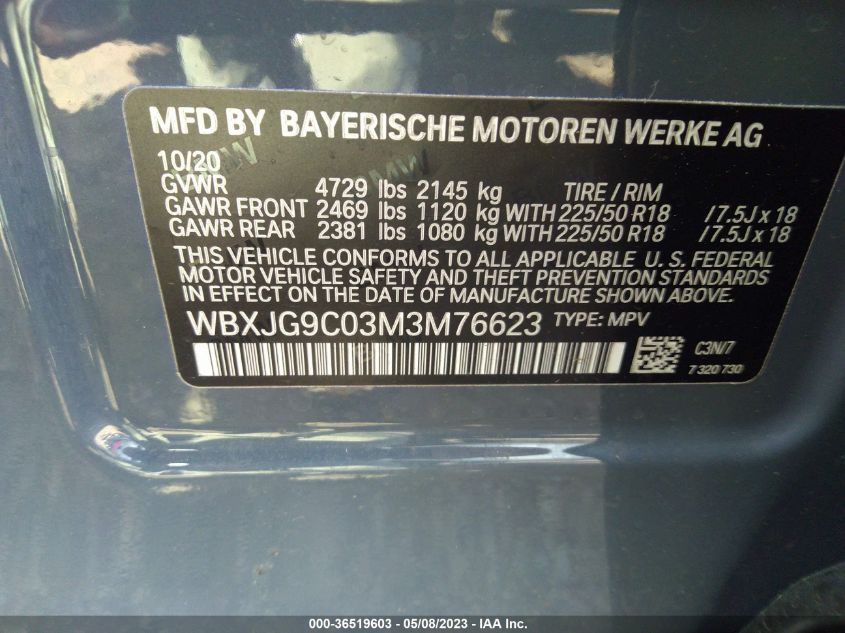 MFD BY BAYERISCHE MOTOREN WERKE AG
10/20
GVWR 4729 lbs 2145 kg TIRE / RIM
GAWR FRONT 2469 lbs 1120 kg WITH 225/50 R18 /7.5J x 18
GAWR REAR 2381 lbs 1080 kg WITH 225/50 R18 /7.5J x 18
THIS VEHICLE CONFORMS TO ALL APPLICABLE U. S. FEDERAL
MOTOR VEHICLE SAFETY AND THEFT PREVENTION STANDARDS
IN EFFECT ON THE DATE OF MANUFACTURE SHOWN ABOVE.
WBXJG9C03M3M76623 TYPE: MPV
C3N/7
7 320 730
000-36519603 - 05/08/2023 - IAA Inc.